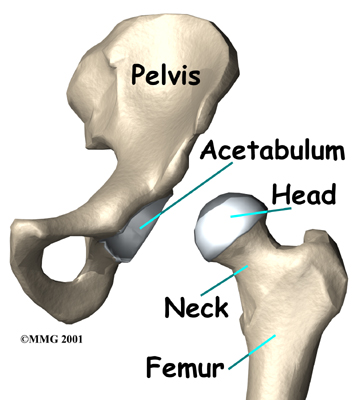 Pelvis
Acetabulum
Head
Neck
©MMG 2001
Femur